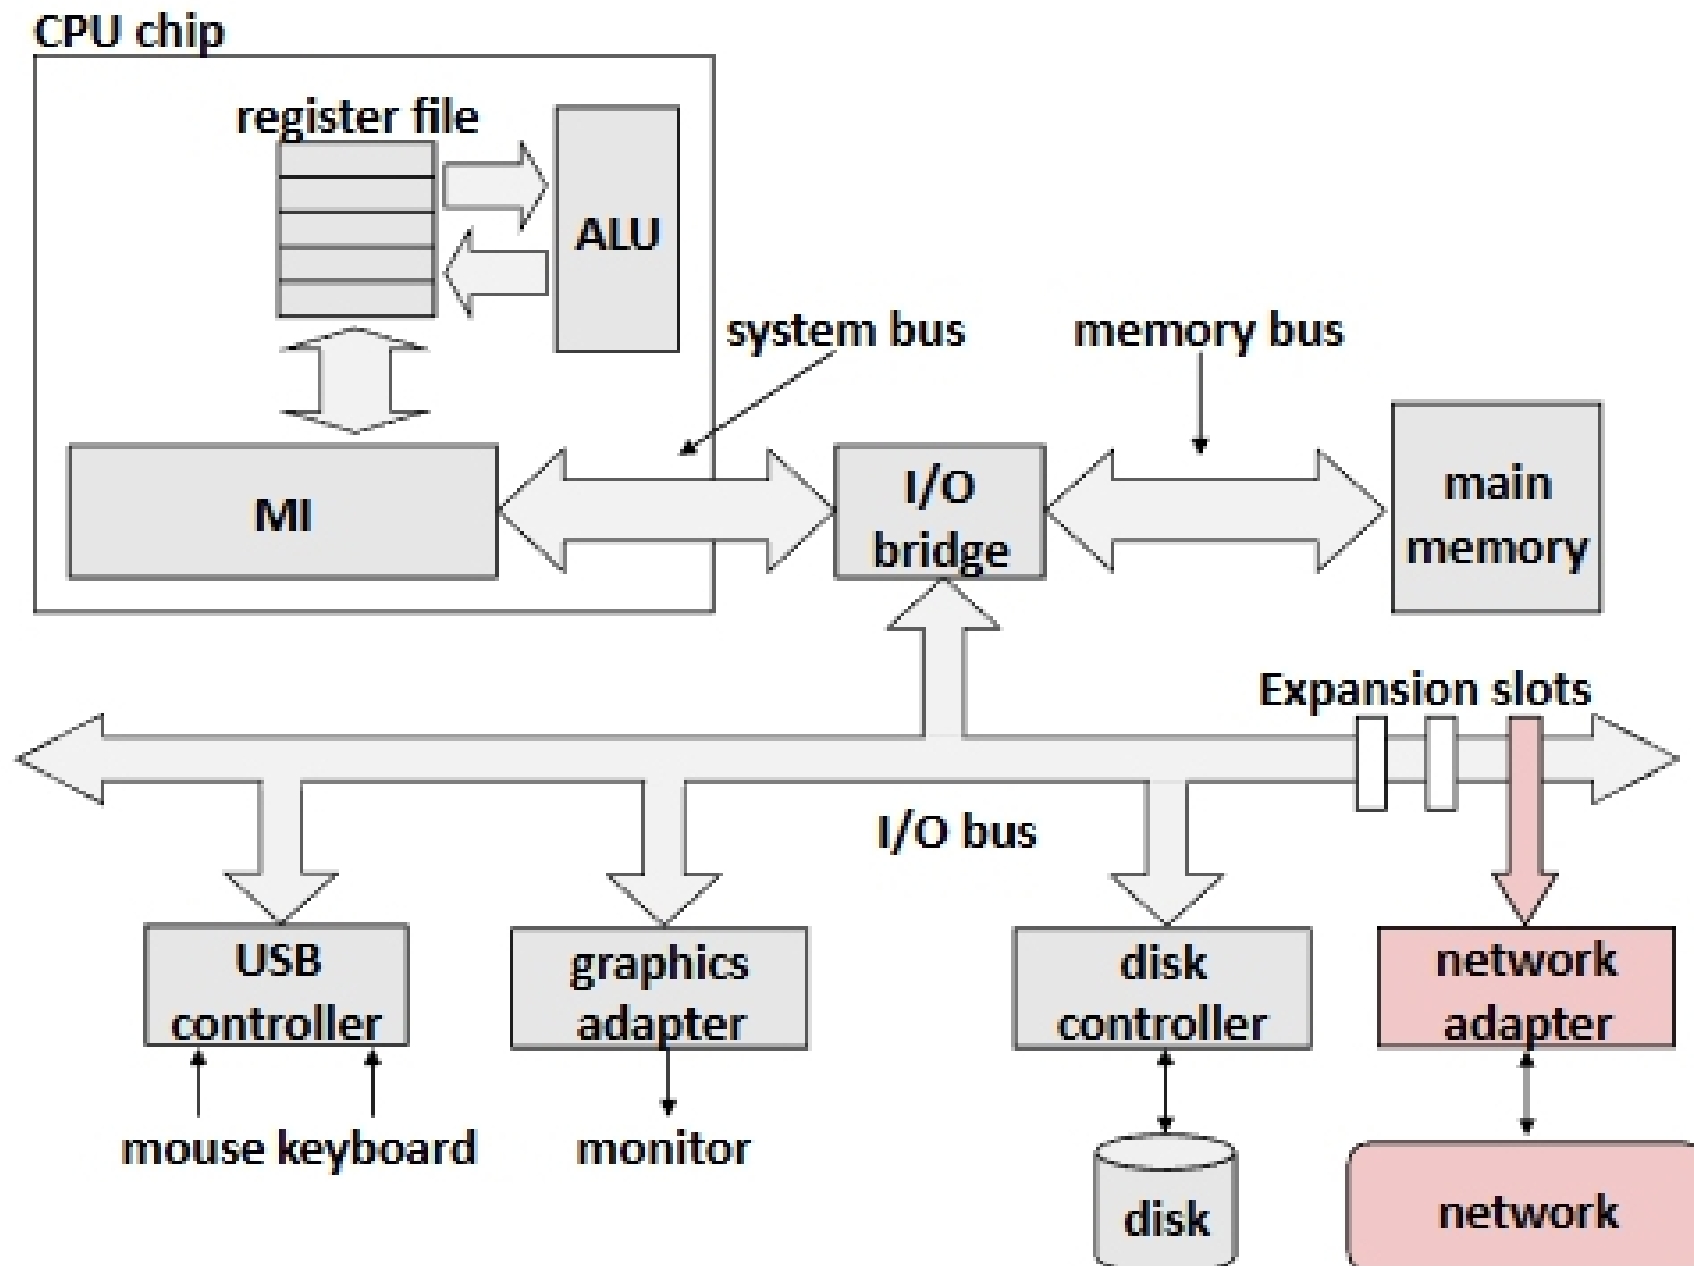 CPU chip
register file
ALU
system bus
memory bus
MI
I/O
bridge
main
memory
Expansion slots
I/O bus
USB
controller
graphics
adapter
disk
controller
network
adapter
mouse keyboard
monitor
disk
network